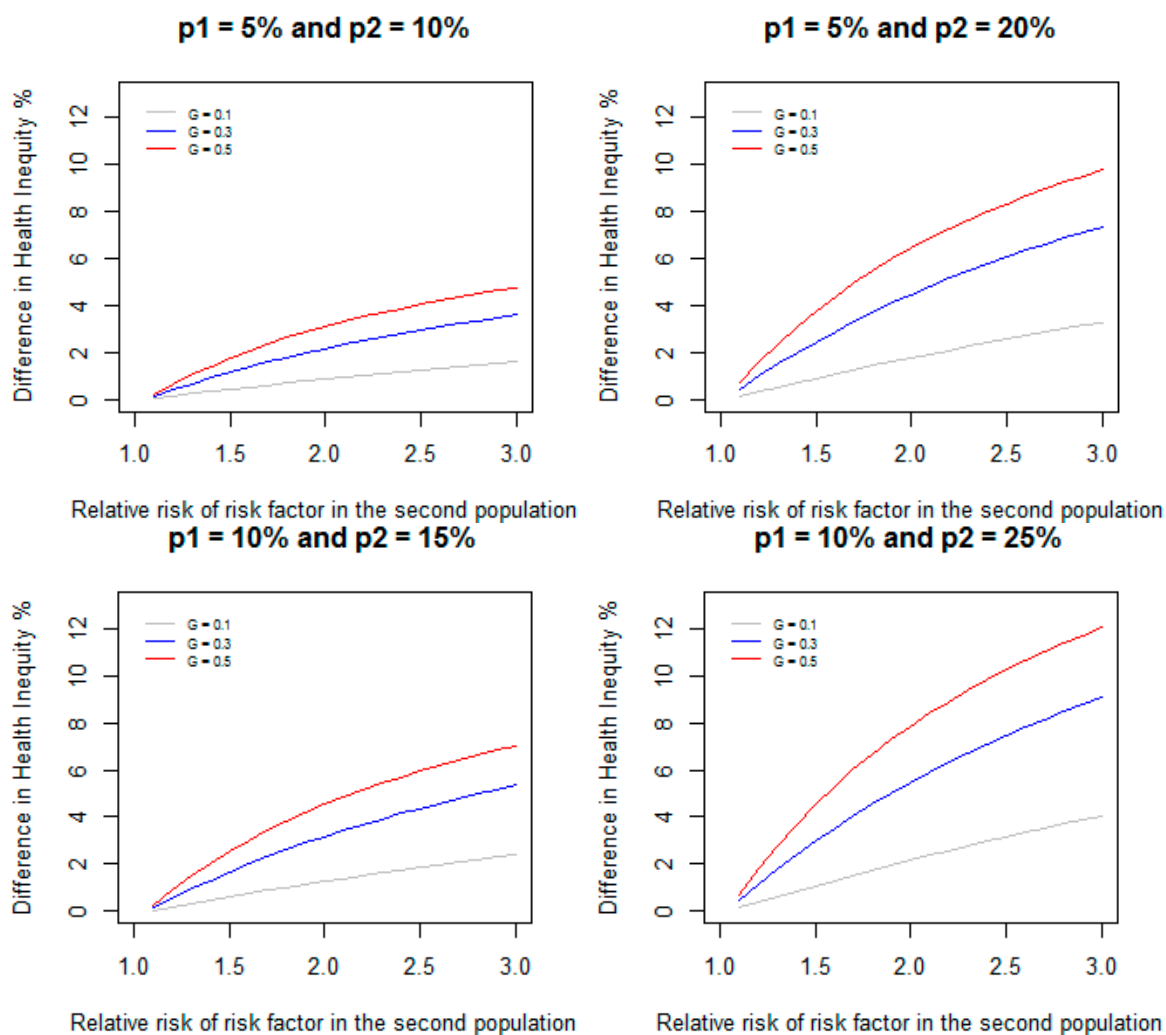 p1 = 5% and p2 = 10%
Difference in Health Inequity %
12
10
8
6
4
2
0
G = 0.1
G = 0.3
G = 0.5
1.0 1.5 2.0 2.5 3.0
Relative risk of risk factor in the second population
p1 = 5% and p2 = 20%
Difference in Health Inequity %
12
10
8
6
4
2
0
G = 0.1
G = 0.3
G = 0.5
1.0 1.5 2.0 2.5 3.0
Relative risk of risk factor in the second population
p1 = 10% and p2 = 15%
Difference in Health Inequity %
12
10
8
6
4
2
0
G = 0.1
G = 0.3
G = 0.5
1.0 1.5 2.0 2.5 3.0
Relative risk of risk factor in the second population
p1 = 10% and p2 = 25%
Difference in Health Inequity %
12
10
8
6
4
2
0
G = 0.1
G = 0.3
G = 0.5
1.0 1.5 2.0 2.5 3.0
Relative risk of risk factor in the second population